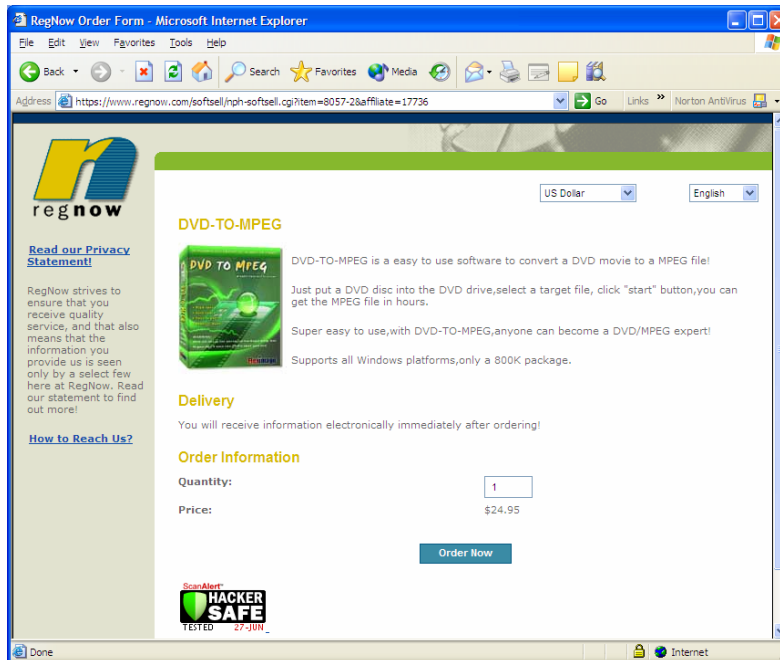 RegNow Order Form - Microsoft Internet Explorer
File Edit View Favorites Tools Help
Back Search Favorites Media
Address https://www.regnow.com/softsell/nph-softsell.cgi?item=8057-2&affiliate=17736 Go Links » Norton AntiVirus
regnow
US Dollar English
Read our Privacy
Statement!
RegNow strives to
ensure that you
receive quality
service, and that also
means that the
information you
provide us is seen
only by a select few
here at RegNow. Read
our statement to find
out more!
How to Reach Us?
DVD-TO-MPEG
DVD TO MPEG
DVD-TO-MPEG is a easy to use software to convert a DVD movie to a MPEG file!
Just put a DVD disc into the DVD drive,select a target file, click "start" button,you can
get the MPEG file in hours.
Super easy to use,with DVD-TO-MPEG,anyone can become a DVD/MPEG expert!
Supports all Windows platforms,only a 800K package.
Delivery
You will receive information electronically immediately after ordering!
Order Information
Quantity: 1
Price: $24.95
Order Now
ScanAlert
HACKER
SAFE
TESTED 27-JUN
Done Internet